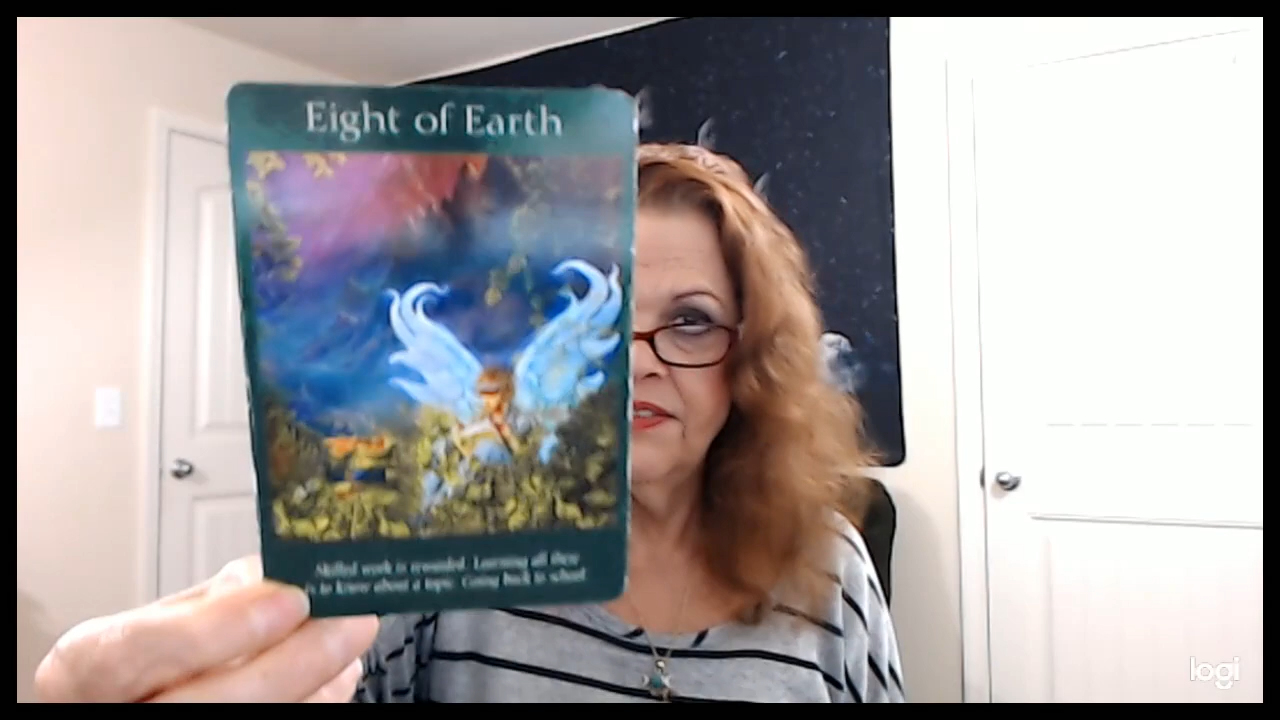 Eight of Earth
Skilled work is rewarded. Learning all there
is to know about a topic. Going back to school.
logi